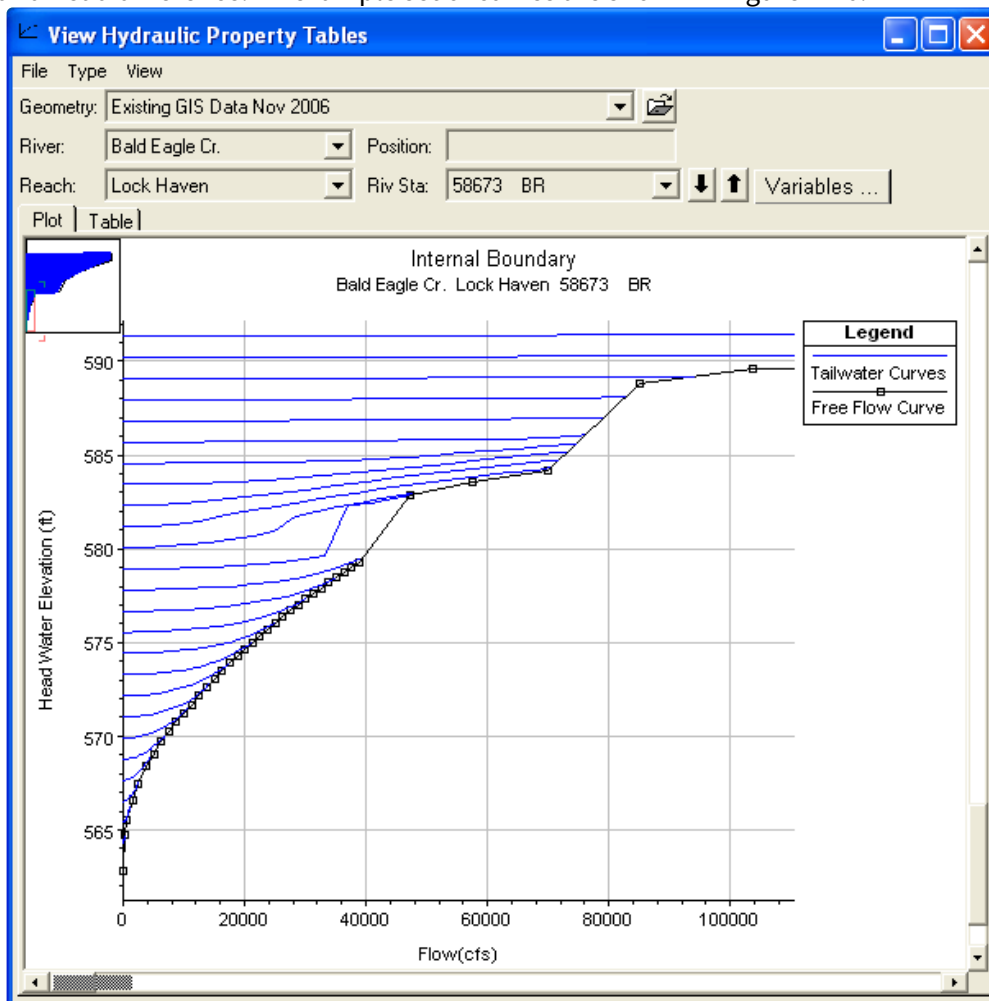 View Hydraulic Property Tables
File Type View
Geometry: Existing GIS Data Nov 2006
River: Bald Eagle Cr. Position:
Reach: Lock Haven Riv Sta: 58673 BR Variables ...
Plot Table
Internal Boundary
Bald Eagle Cr. Lock Haven 58673 BR
Legend
Tailwater Curves
Free Flow Curve
Head Water Elevation (ft)
590
585
580
575
570
565
0 20000 40000 60000 80000 100000
Flow(cfs)